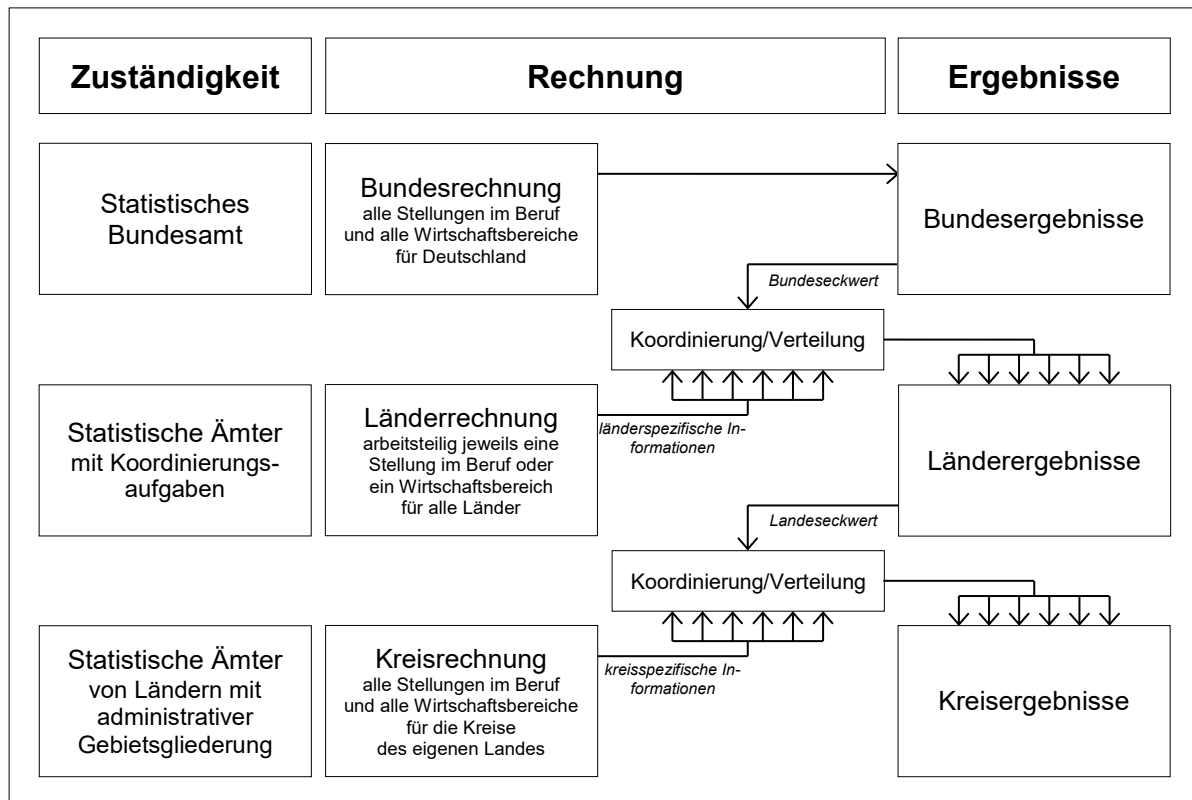 Zuständigkeit
Rechnung
Ergebnisse
Statistisches
Bundesamt
Bundesrechnung
alle Stellungen im Beruf
und alle Wirtschaftsbereiche
für Deutschland
Bundesergebnisse
Bundeseckwert
Koordinierung/Verteilung
Statistische Ämter
mit Koordinierungs-
aufgaben
Länderrechnung
arbeitsteilig jeweils eine
Stellung im Beruf oder
ein Wirtschaftsbereich
für alle Länder
länderspezifische In-
formationen
Länderergebnisse
Landeseckwert
Koordinierung/Verteilung
Statistische Ämter
von Ländern mit
administrativer
Gebietsgliederung
Kreisrechnung
alle Stellungen im Beruf
und alle Wirtschaftsbereiche
für die Kreise
des eigenen Landes
kreisspezifische In-
formationen
Kreisergebnisse